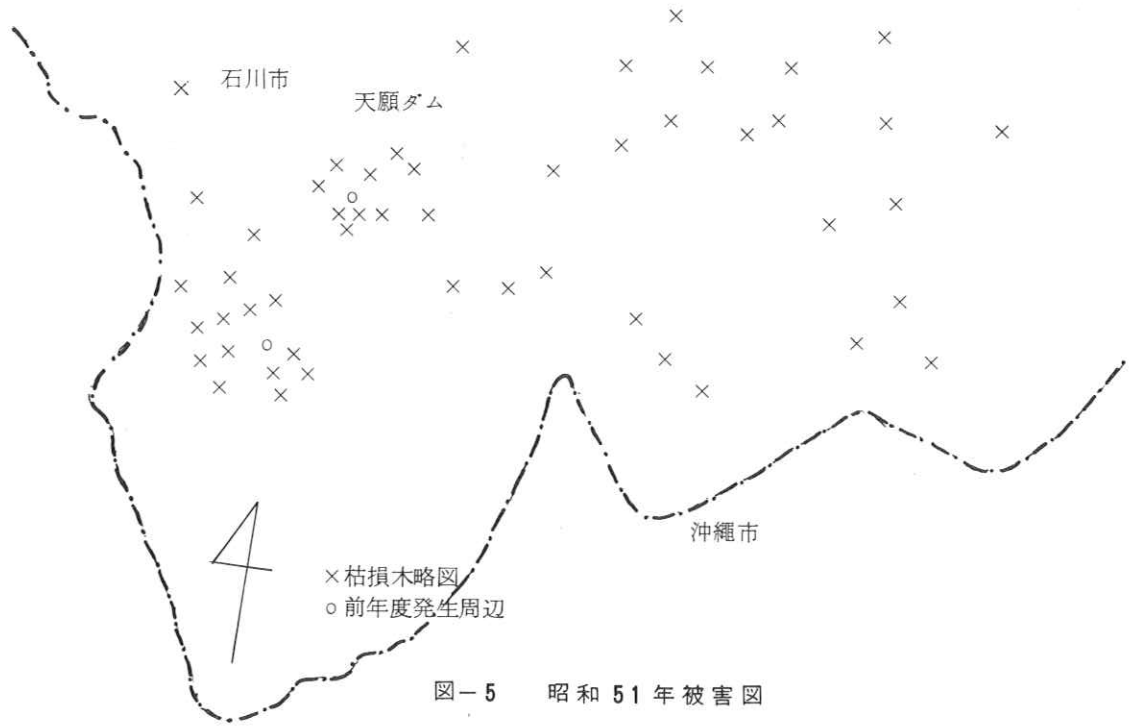 石川市
天願ダム
沖縄市
×枯損木略図
○前年度発生周辺
図－5　昭和51年被害図